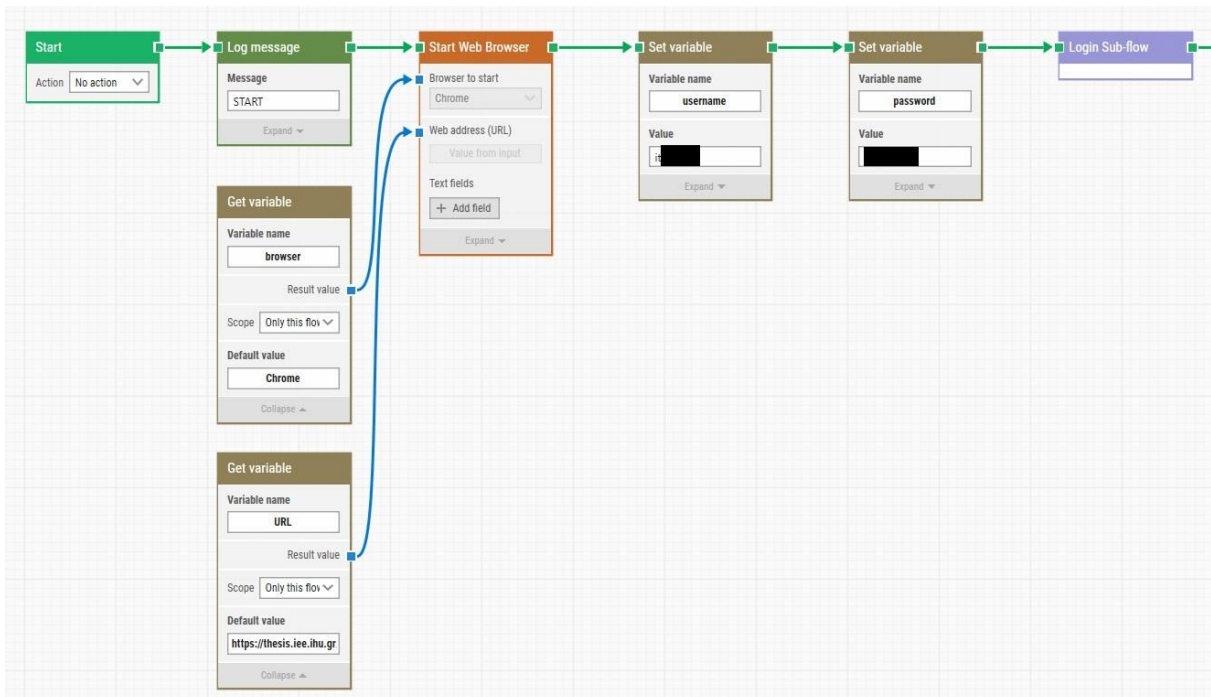 Start
Action No action
Log message
Message
START
Expand
Start Web Browser
Browser to start
Chrome
Web address (URL)
Value from input
Text fields
+ Add field
Expand
Set variable
Variable name
username
Value
it
Expand
Set variable
Variable name
password
Value
Expand
Login Sub-flow
Get variable
Variable name
browser
Result value
Scope Only this flov
Default value
Chrome
Collapse
Get variable
Variable name
URL
Result value
Scope Only this flov
Default value
https://thesis.iee.ihu.gr
Collapse